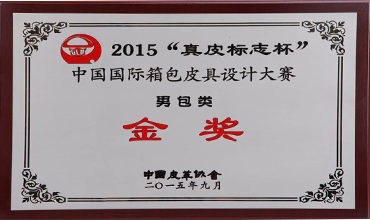 2015“真皮标志杯”
中国国际箱包皮具设计大赛
男包类
金奖
中国皮革协会
二〇一五年九月